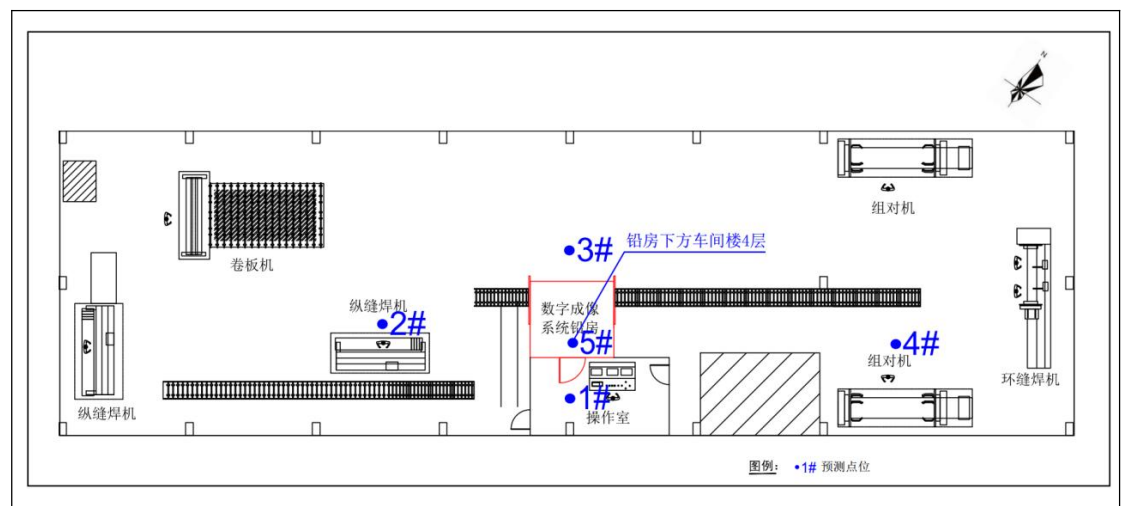 N
组对机
3#
铅房下方车间楼4层
卷板机
纵缝焊机
2#
数字成像
系统铅房
5#
4#
组对机
环缝焊机
纵缝焊机
1#
操作室
图例： •1# 预测点位